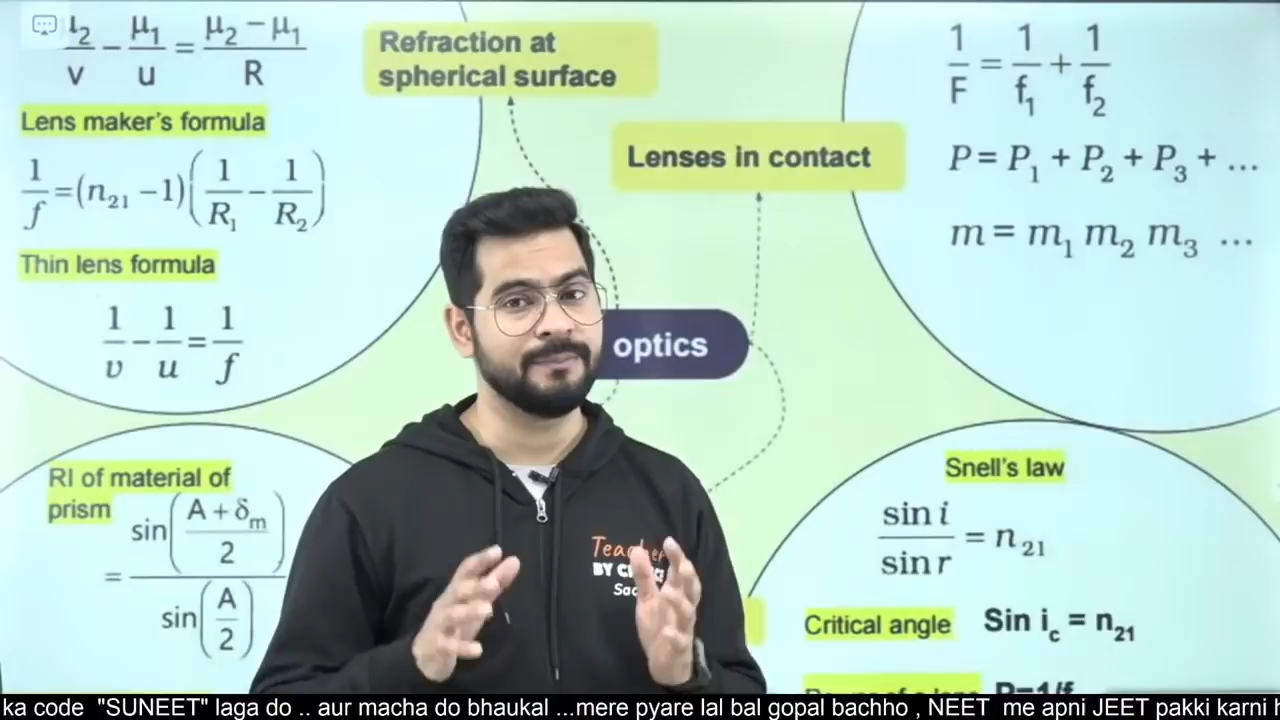 μ2/v − μ1/u = (μ2 − μ1)/R
Lens maker's formula
1/f = (n21 − 1)(1/R1 − 1/R2)
Thin lens formula
1/v − 1/u = 1/f
RI of material of
prism
= sin((A + δm)/2) / sin(A/2)
Refraction at
spherical surface
Lenses in contact
optics
1/F = 1/f1 + 1/f2
P = P1 + P2 + P3 + ...
m = m1 m2 m3 ...
Snell's law
sin i / sin r = n21
Critical angle Sin ic = n21
P=1/f
BY
ka code "SUNEET" laga do .. aur macha do bhaukal ...mere pyare lal bal gopal bachho , NEET me apni JEET pakki karni